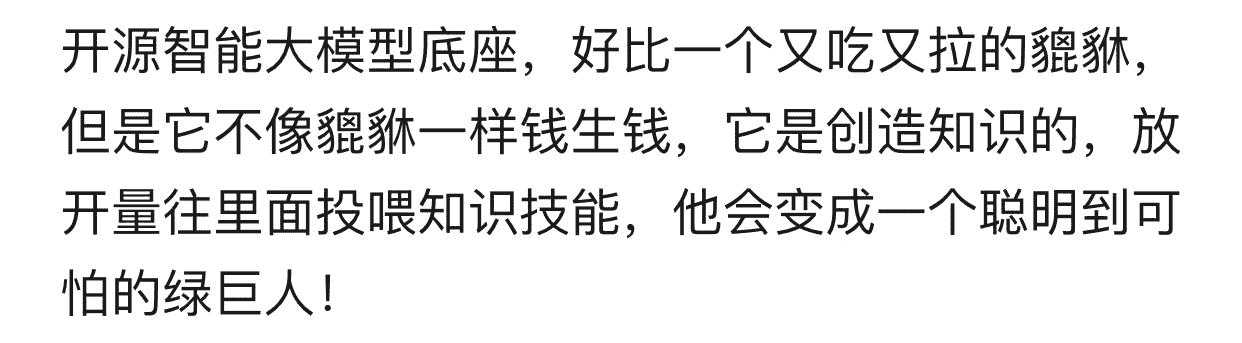 开源智能大模型底座，好比一个又吃又拉的貔貅，
但是它不像貔貅一样钱生钱，它是创造知识的，放
开量往里面投喂知识技能，他会变成一个聪明到可
怕的绿巨人！